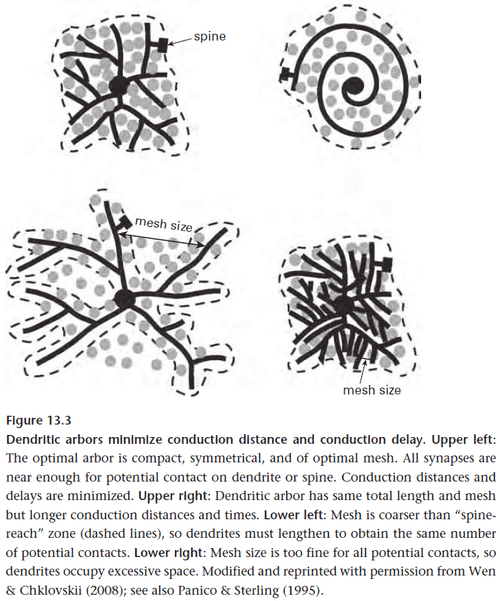 spine
mesh size
mesh size
Figure 13.3
Dendritic arbors minimize conduction distance and conduction delay. Upper left:
The optimal arbor is compact, symmetrical, and of optimal mesh. All synapses are
near enough for potential contact on dendrite or spine. Conduction distances and
delays are minimized. Upper right: Dendritic arbor has same total length and mesh
but longer conduction distances and times. Lower left: Mesh is coarser than “spine-
reach” zone (dashed lines), so dendrites must lengthen to obtain the same number
of potential contacts. Lower right: Mesh size is too fine for all potential contacts, so
dendrites occupy excessive space. Modified and reprinted with permission from Wen
& Chklovskii (2008); see also Panico & Sterling (1995).